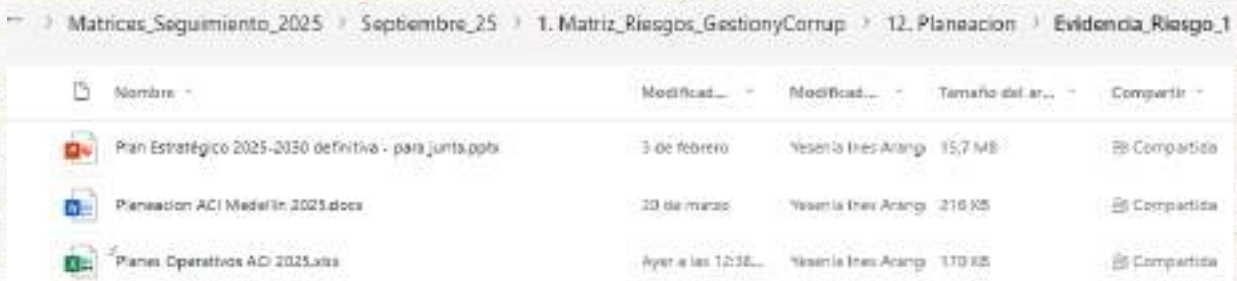 Matrices_Seguimiento_2025 > Septiembre_25 > 1. Matriz_Riesgos_GestionyCorrup > 12. Planeacion > Evidencia_Riesgo_1
Nombre Modificad... Modificad... Tamaño del ar... Compartir
Plan Estratégico 2025-2030 definitiva - para junta.pptx 3 de febrero Yesenia Ines Arang 15,7 MB Compartida
Planeacion ACI Medellin 2025.docx 20 de marzo Yesenia Ines Arang 216 KB Compartida
Planes Operativos ACI 2025.xlsx Ayer a las 12:38... Yesenia Ines Arang 170 KB Compartida